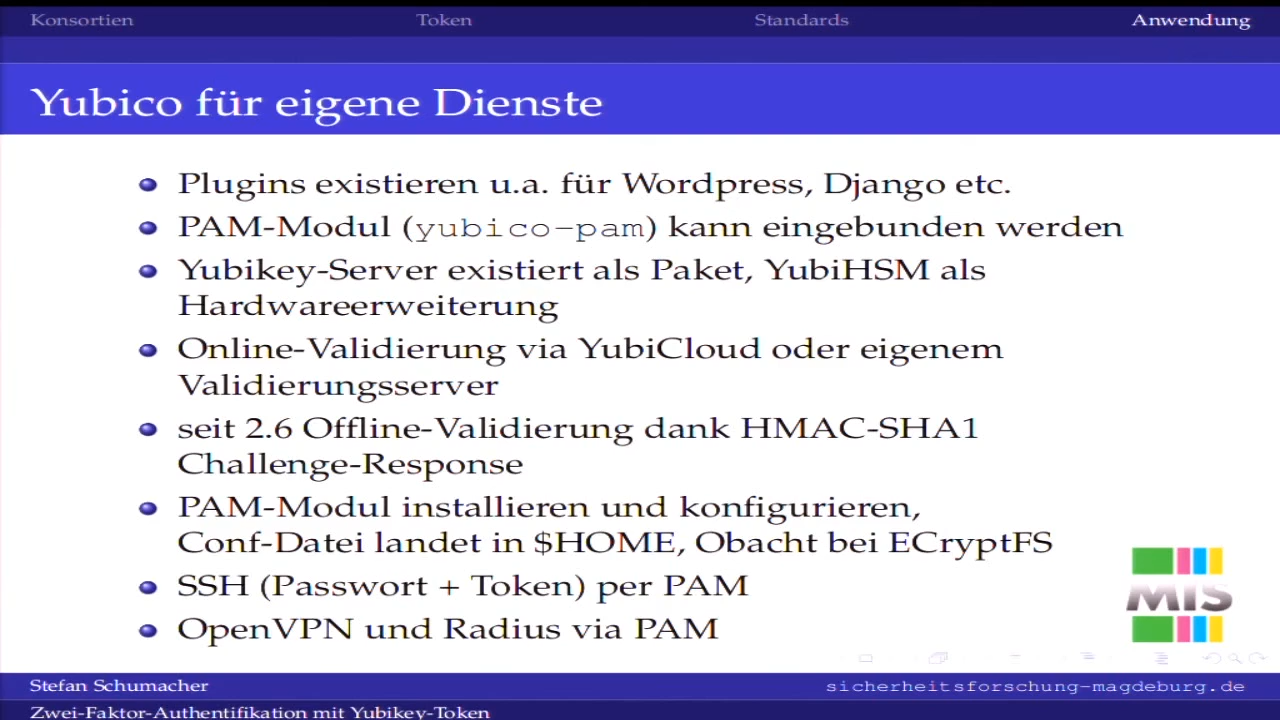 Konsortien Token Standards Anwendung
Yubico für eigene Dienste
Plugins existieren u.a. für Wordpress, Django etc.
PAM-Modul (yubico-pam) kann eingebunden werden
Yubikey-Server existiert als Paket, YubiHSM als
Hardwareerweiterung
Online-Validierung via YubiCloud oder eigenem
Validierungsserver
seit 2.6 Offline-Validierung dank HMAC-SHA1
Challenge-Response
PAM-Modul installieren und konfigurieren,
Conf-Datei landet in $HOME, Obacht bei ECryptFS
SSH (Passwort + Token) per PAM
OpenVPN und Radius via PAM
MIS
Stefan Schumacher sicherheitsforschung-magdeburg.de
Zwei-Faktor-Authentifikation mit Yubikey-Token